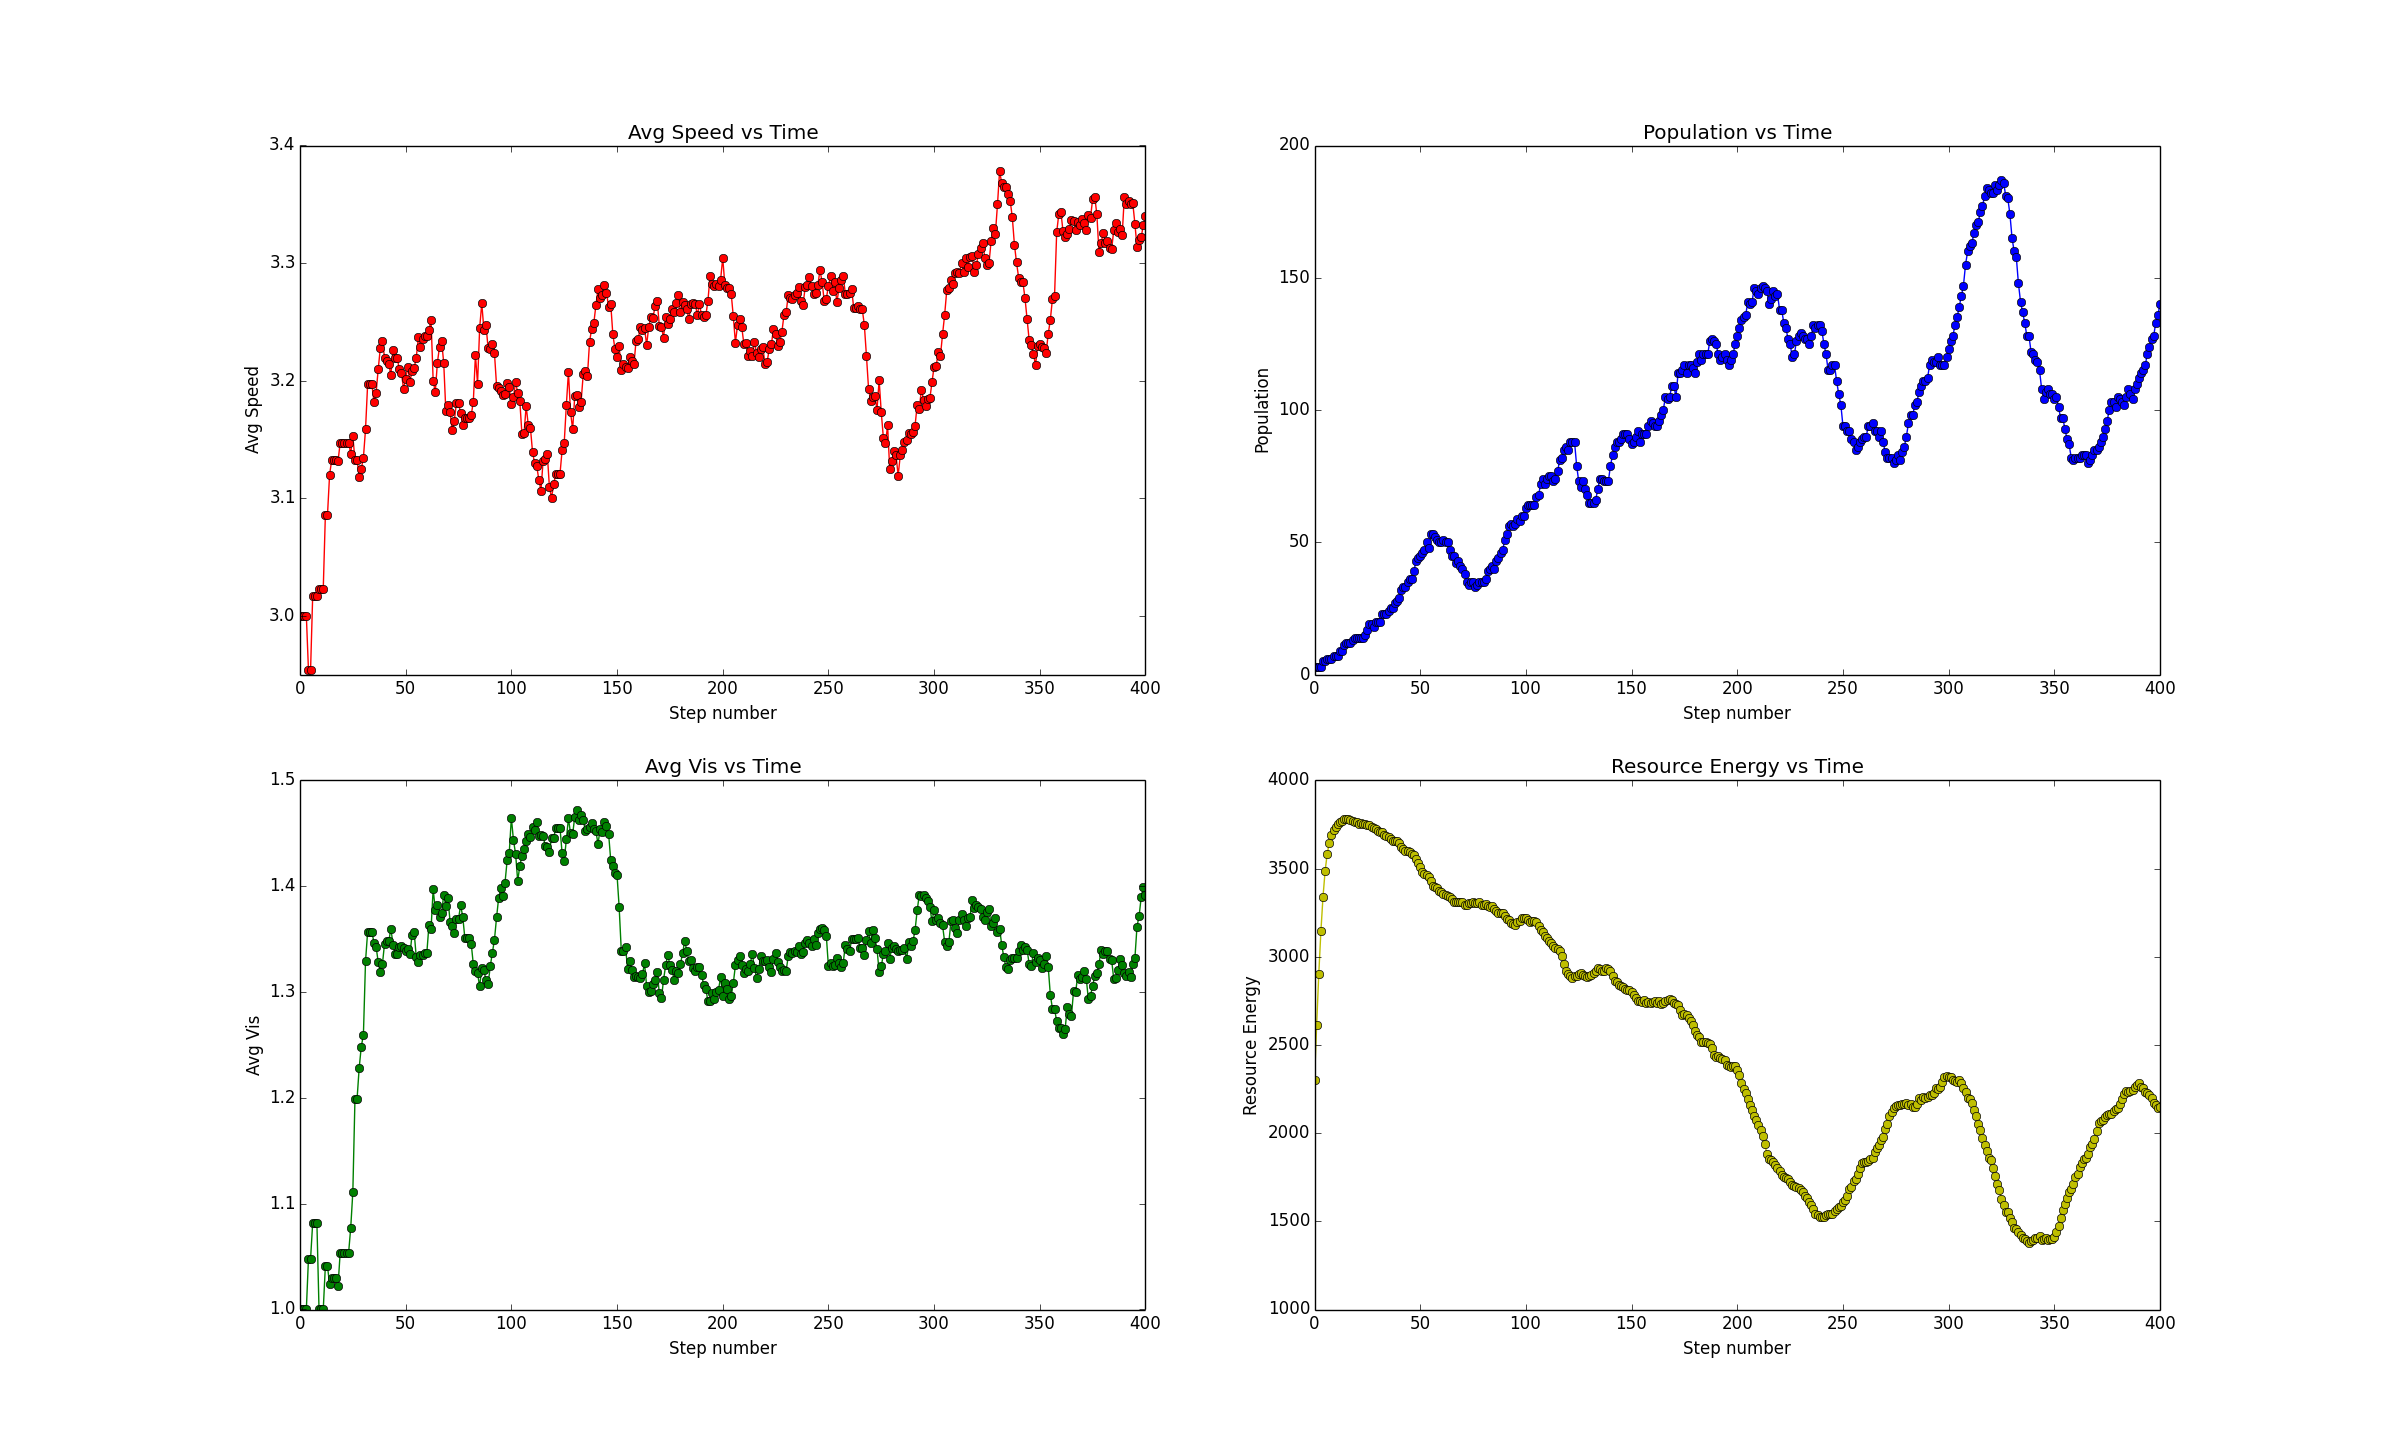 Avg Speed vs Time
3.4
3.3
3.2
3.1
3.0
Avg Speed
0 50 100 150 200 250 300 350 400
Step number
Population vs Time
200
150
100
50
0
Population
0 50 100 150 200 250 300 350 400
Step number
Avg Vis vs Time
1.5
1.4
1.3
1.2
1.1
1.0
Avg Vis
0 50 100 150 200 250 300 350 400
Step number
Resource Energy vs Time
4000
3500
3000
2500
2000
1500
1000
Resource Energy
0 50 100 150 200 250 300 350 400
Step number